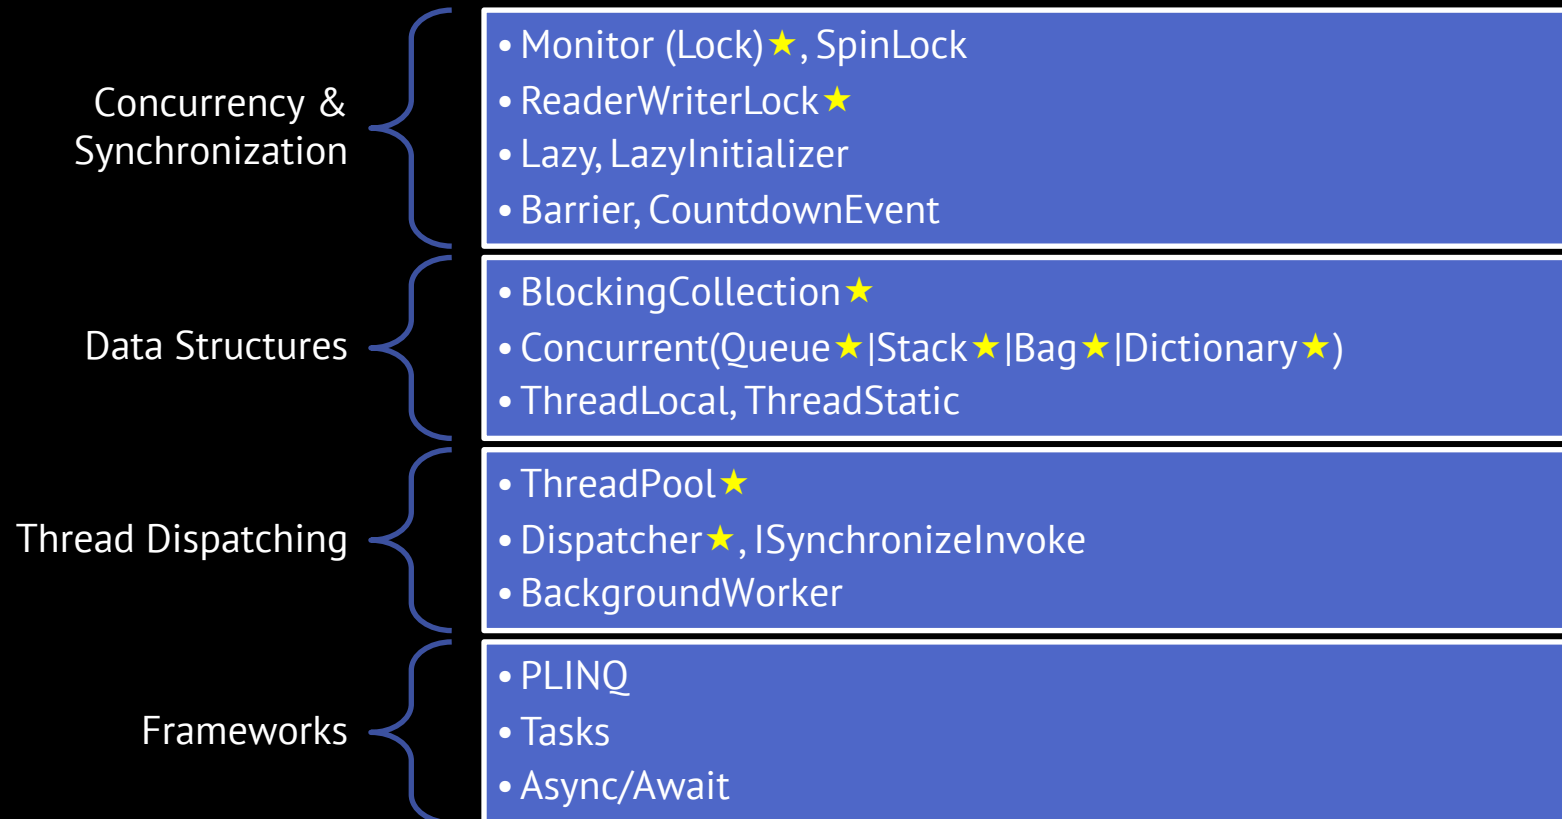 Concurrency &
Synchronization
• Monitor (Lock)★, SpinLock
• ReaderWriterLock★
• Lazy, LazyInitializer
• Barrier, CountdownEvent
Data Structures
• BlockingCollection★
• Concurrent(Queue★|Stack★|Bag★|Dictionary★)
• ThreadLocal, ThreadStatic
Thread Dispatching
• ThreadPool★
• Dispatcher★, ISynchronizeInvoke
• BackgroundWorker
Frameworks
• PLINQ
• Tasks
• Async/Await